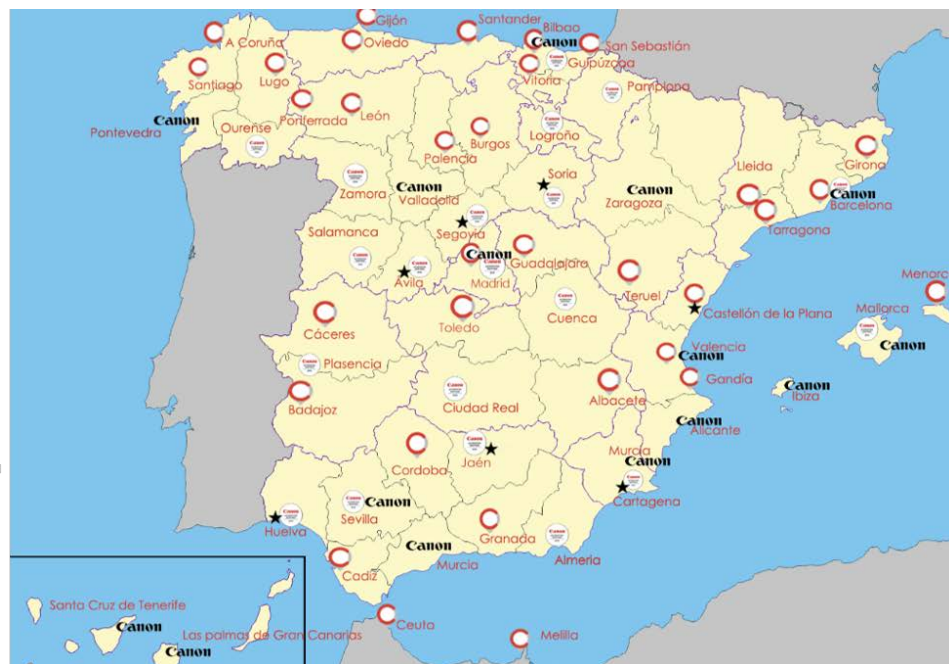 Gijón
Santander
Bilbao
A Coruña
Oviedo
Canon
San Sebastián
Guipúzcoa
Santiago
Lugo
Vitoria
Pamplona
Ponferrada
León
Canon
Pontevedra
Ourense
Burgos
Logroño
Palencia
Girona
Lleida
Soria
Zamora
Canon
Valladolid
Canon
Zaragoza
Canon
Barcelona
Tarragona
Segovia
Salamanca
Canon
Guadalajara
Avila
Madrid
Teruel
Menorc
Cuenca
Castellón de la Plana
Mallorca
Canon
Toledo
Cáceres
Valencia
Canon
Plasencia
Gandía
Canon
Ibiza
Badajoz
Ciudad Real
Albacete
Canon
Alicante
Murcia
Canon
Cordoba
Jaén
Cartagena
Canon
Sevilla
Huelva
Granada
Canon
Murcia
Almeria
Cadiz
Santa Cruz de Tenerife
Canon
Ceuta
Las palmas de Gran Canarias
Canon
Melilla